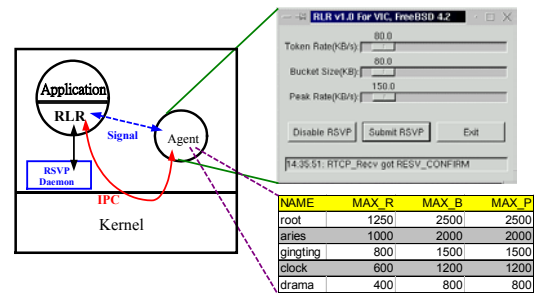 RLR v1.0 For VIC, FreeBSD 4.2
80.0
Token Rate(KB/s):
80.0
Bucket Size(KB):
150.0
Peak Rate(KB/s):
Disable RSVP Submit RSVP Exit
14:35:51: RTCP_Recv got RESV_CONFIRM
Application
RLR
Signal
Agent
RSVP
Daemon
IPC
Kernel
NAME MAX_R MAX_B MAX_P
root 1250 2500 2500
aries 1000 2000 2000
gingting 800 1500 1500
clock 600 1200 1200
drama 400 800 800